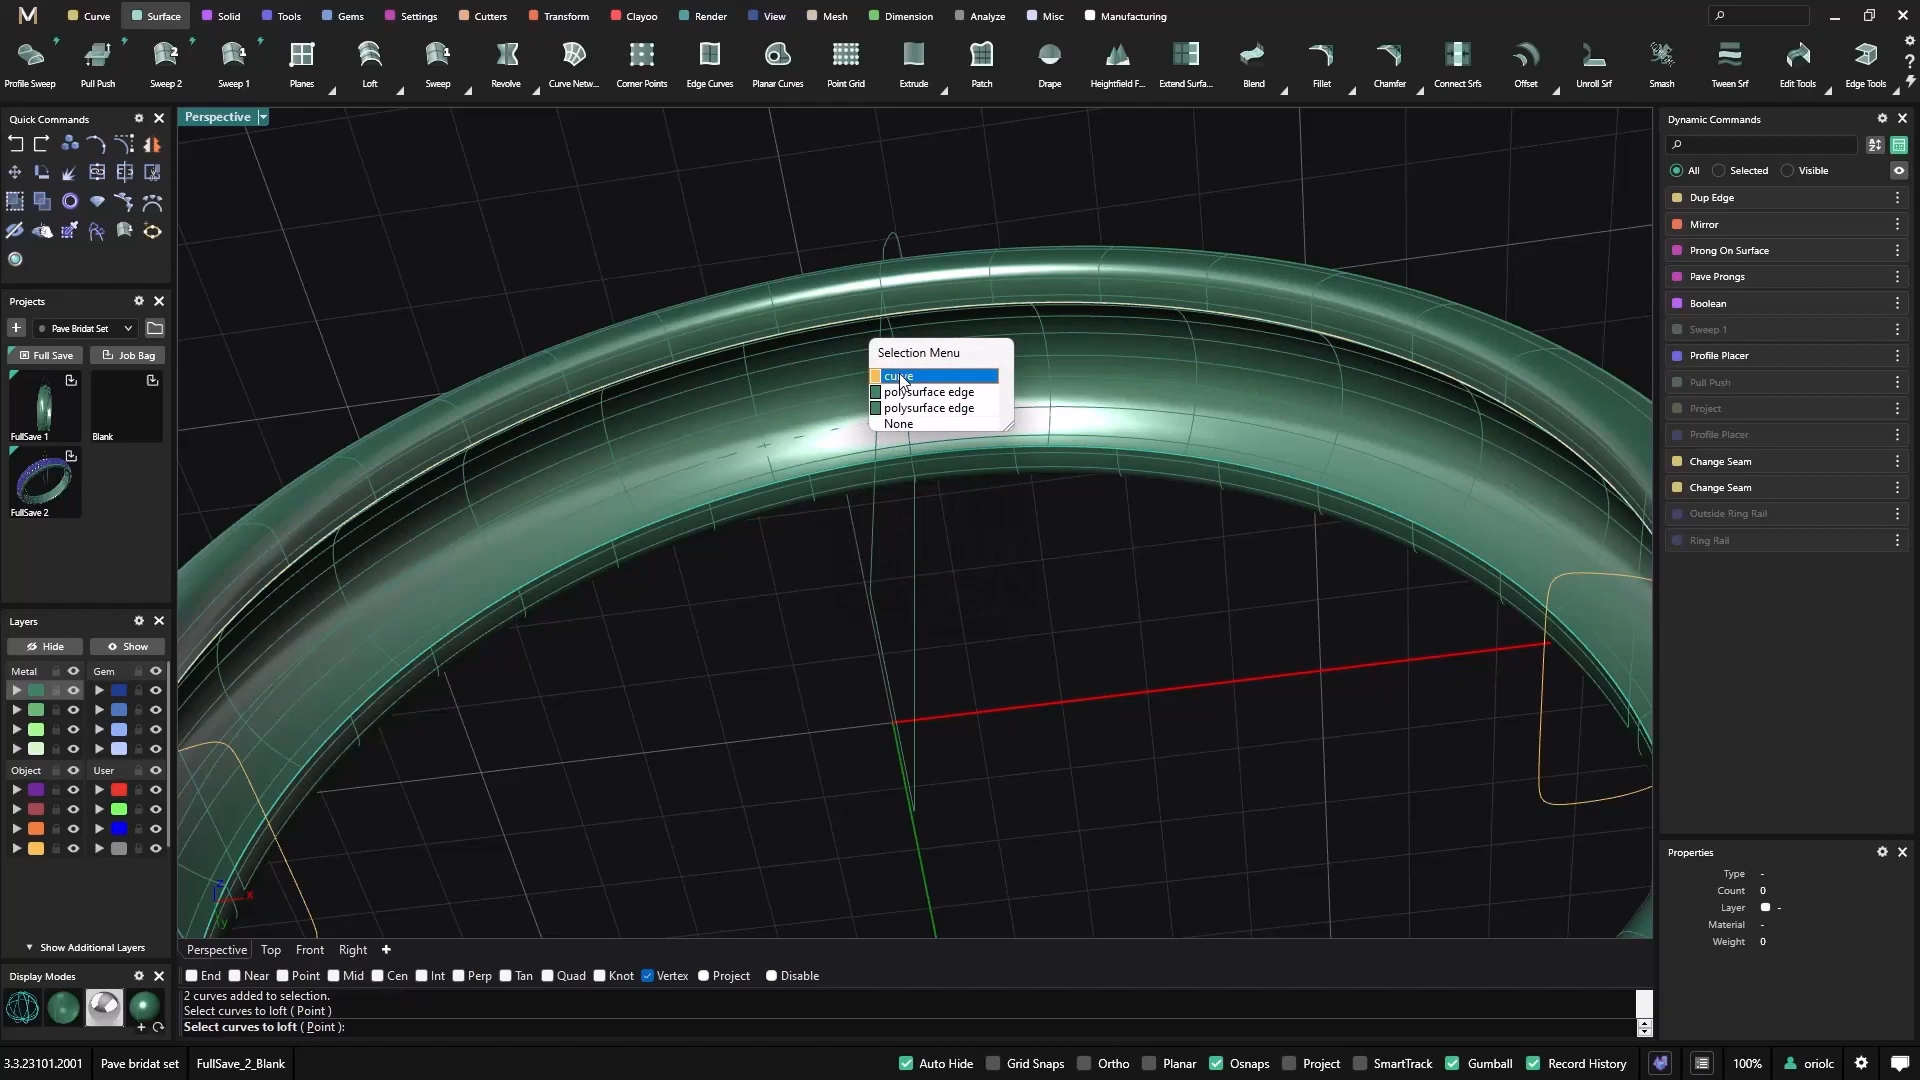 M Curve Surface Solid Tools Gems Settings Cutters Transform Clayoo Render View Mesh Dimension Analyze Misc Manufacturing
Profile Sweep Pull Push Sweep 2 Sweep 1 Planes Loft Sweep Revolve Curve Netw... Corner Points Edge Curves Planar Curves Point Grid Extrude Patch Drape Heightfield F... Extend Surfa... Blend Fillet Chamfer Connect Srfs Offset Unroll Srf Smash Tween Srf Edit Tools Edge Tools
Quick Commands
Projects
Pave Bridat Set
Full Save Job Bag
FullSave 1 Blank
FullSave 2
Layers
Hide Show
Metal Gem
Object User
Show Additional Layers
Display Modes
Perspective
Selection Menu
curve
polysurface edge
polysurface edge
None
z x y
Perspective Top Front Right
End Near Point Mid Cen Int Perp Tan Quad Knot Vertex Project Disable
2 curves added to selection.
Select curves to loft ( Point )
Select curves to loft ( Point ):
Dynamic Commands
All Selected Visible
Dup Edge
Mirror
Prong On Surface
Pave Prongs
Boolean
Sweep 1
Profile Placer
Pull Push
Project
Profile Placer
Change Seam
Change Seam
Outside Ring Rail
Ring Rail
Properties
Type -
Count 0
Layer -
Material -
Weight 0
3.3.23101.2001 Pave bridat set FullSave_2_Blank Auto Hide Grid Snaps Ortho Planar Osnaps Project SmartTrack Gumball Record History 100% oriolc